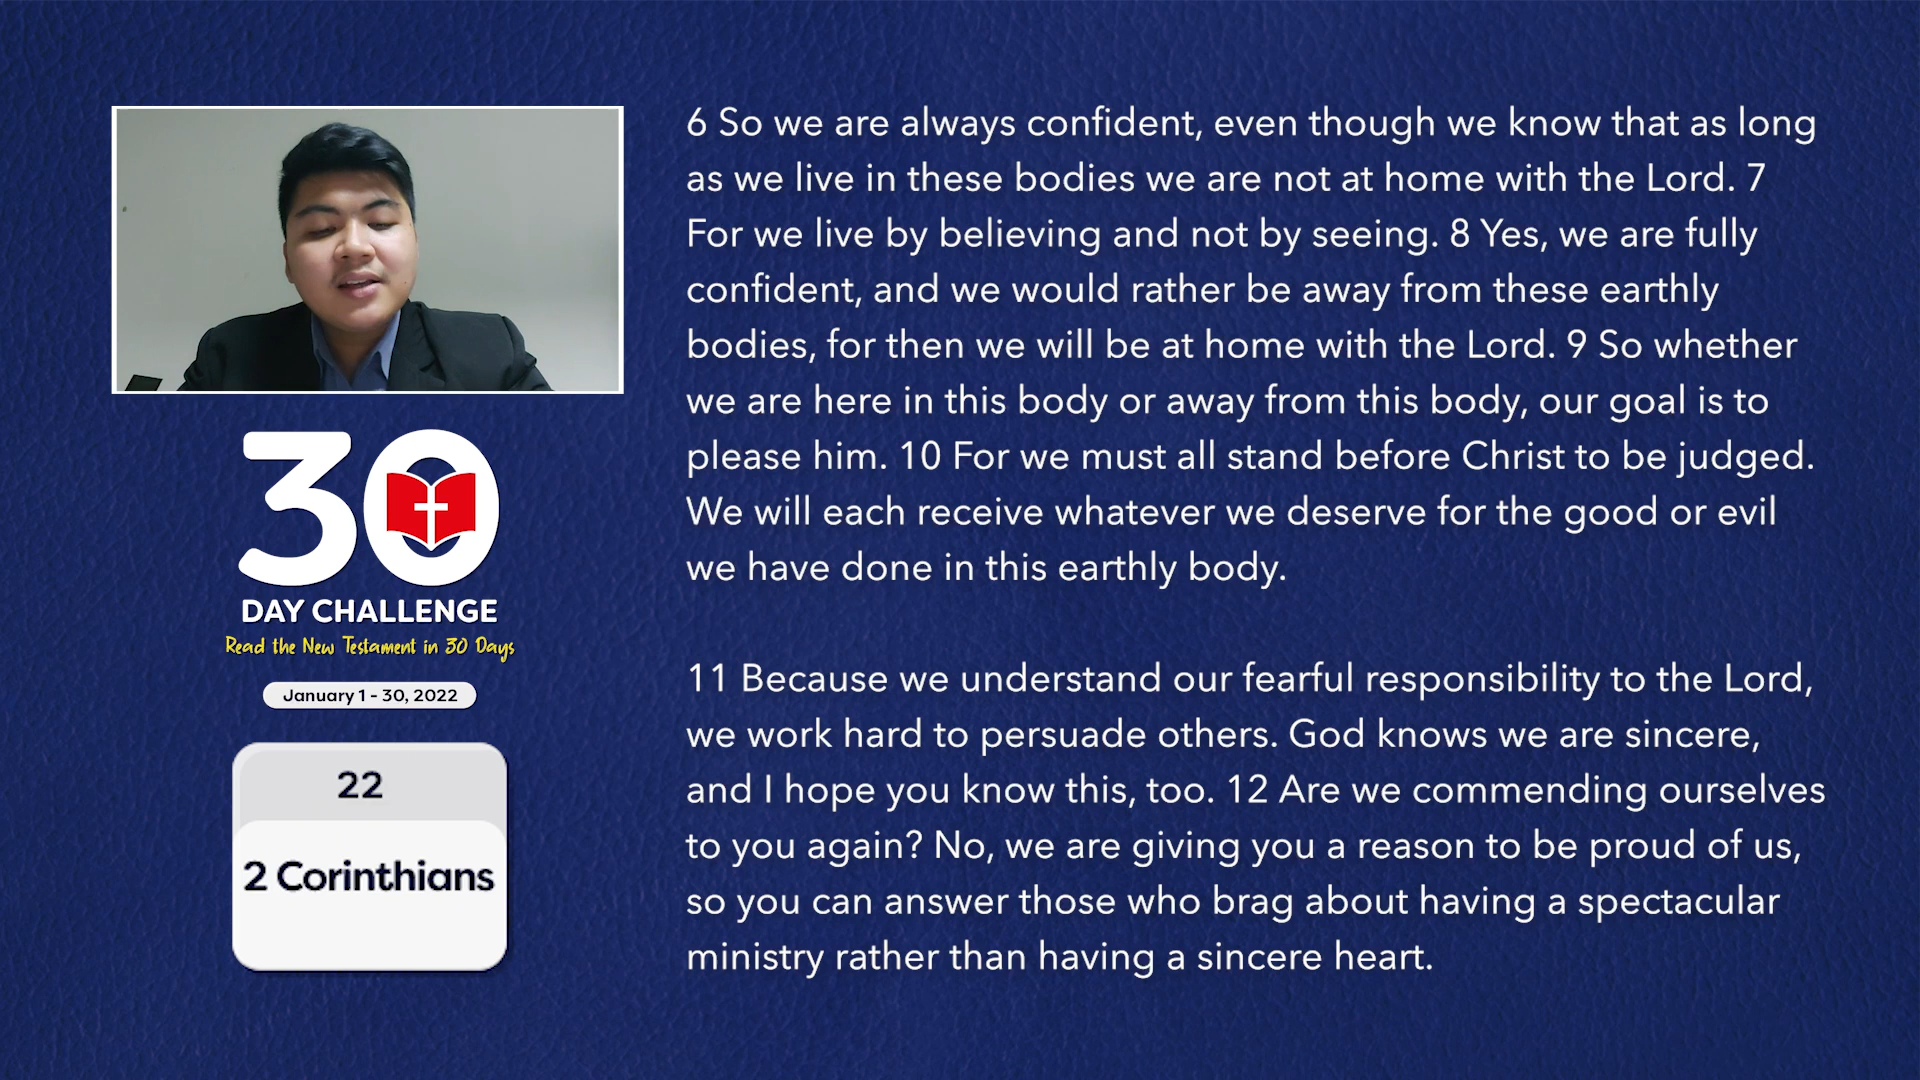 30
DAY CHALLENGE
Read the New Testament in 30 Days
January 1 - 30, 2022
22
2 Corinthians
6 So we are always confident, even though we know that as long
as we live in these bodies we are not at home with the Lord. 7
For we live by believing and not by seeing. 8 Yes, we are fully
confident, and we would rather be away from these earthly
bodies, for then we will be at home with the Lord. 9 So whether
we are here in this body or away from this body, our goal is to
please him. 10 For we must all stand before Christ to be judged.
We will each receive whatever we deserve for the good or evil
we have done in this earthly body.
11 Because we understand our fearful responsibility to the Lord,
we work hard to persuade others. God knows we are sincere,
and I hope you know this, too. 12 Are we commending ourselves
to you again? No, we are giving you a reason to be proud of us,
so you can answer those who brag about having a spectacular
ministry rather than having a sincere heart.